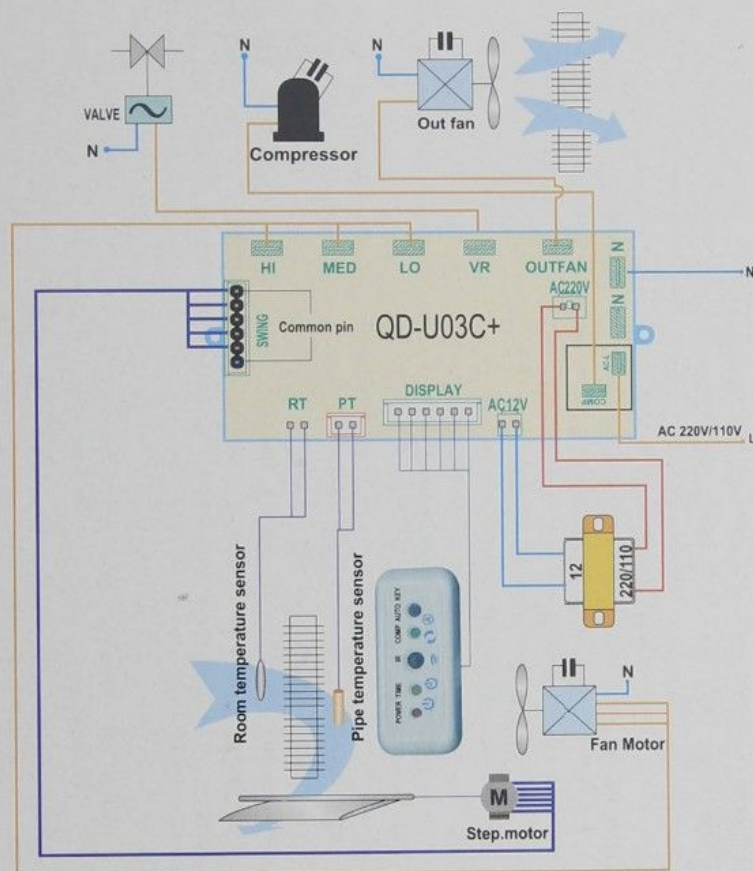 N
N
VALVE
N
Compressor
Out fan
HI
MED
LO
VR
OUTFAN
N
N
AC220V
Common pin
SWING
QD-U03C+
N
AC-L
COMP
RT
PT
DISPLAY
AC12V
AC 220V/110V
L
12
220/110
Room temperature sensor
Pipe temperature sensor
POWER TIME IR COMP AUTO KEY
N
Fan Motor
M
Step.motor